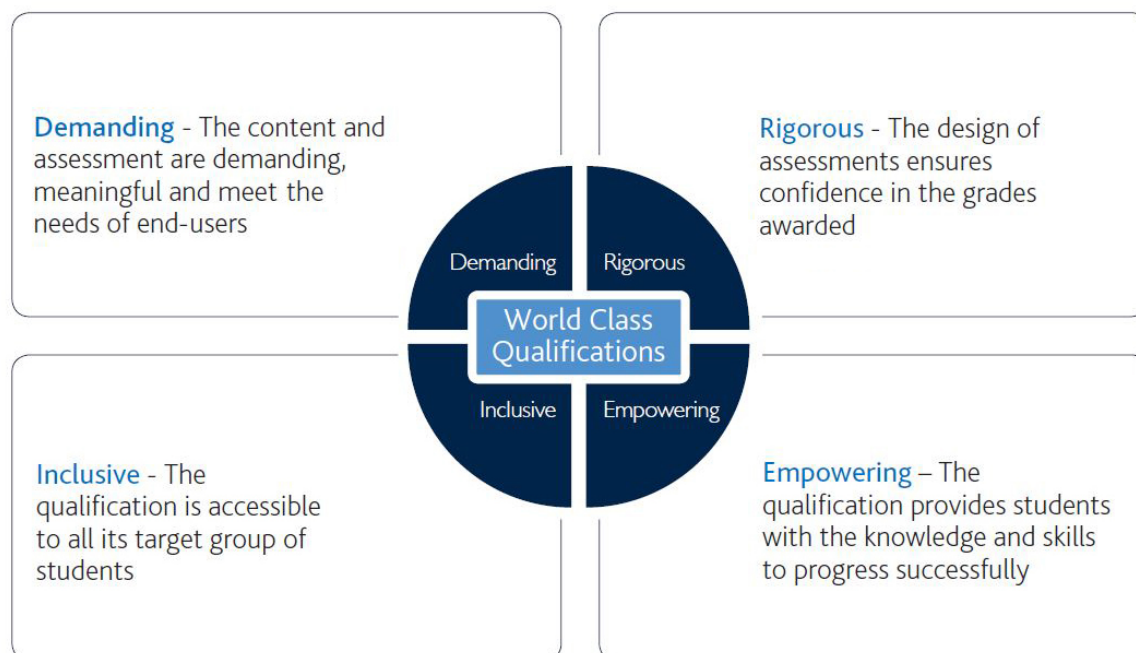 Demanding - The content and
assessment are demanding,
meaningful and meet the
needs of end-users
Rigorous - The design of
assessments ensures
confidence in the grades
awarded
Demanding
Rigorous
World Class
Qualifications
Inclusive
Empowering
Inclusive - The
qualification is accessible
to all its target group of
students
Empowering – The
qualification provides students
with the knowledge and skills
to progress successfully